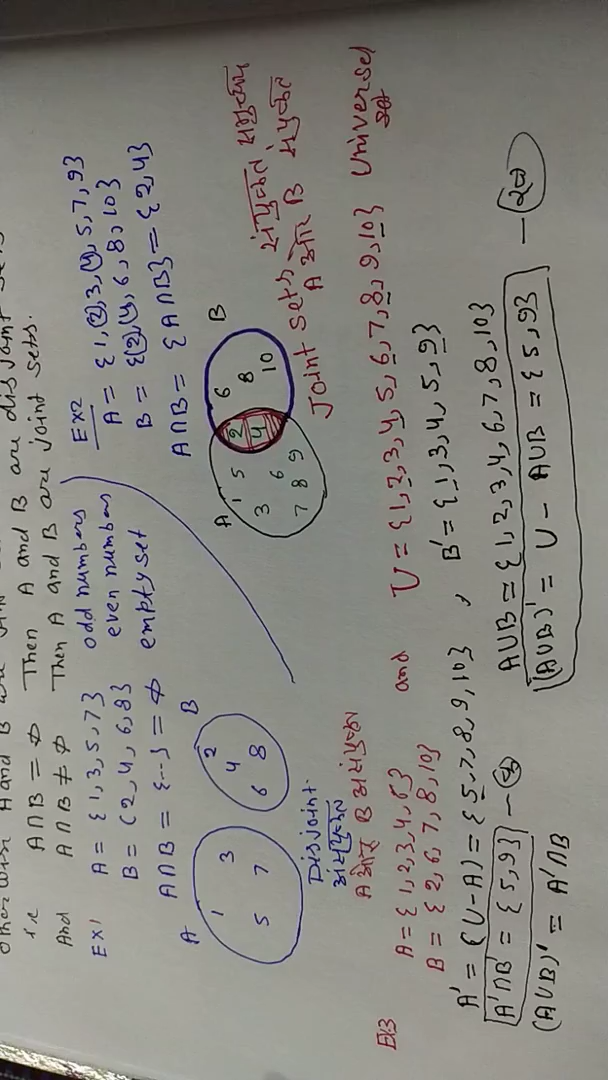 i.e A∩B = ϕ Then A and B are disjoint sets
And A∩B ≠ ϕ Then A and B are joint sets.
EX1 A = {1,3,5,7} odd numbers
B = (2,4,6,8} even numbers
A∩B = {---} = ϕ empty set
A B
1 3 5 7
2 4 6 8
Disjoint
असंयुक्त
A और B असंयुक्त
EX2
A = {1,2,3,4,5,7,9}
B = {2,4,6,8,10}
A∩B = {A∩B} = {2,4}
A B
1 5 3 6 7 8 9
2 4
6 8 10
Joint sets संयुक्त समुच्चय
A और B संयुक्त
EX3 A = {1,2,3,4,6} and U = {1,2,3,4,5,6,7,8,9,10} Universel
B = {2,6,7,8,10}
A' = {(U-A) = {5,7,8,9,10} , B' = {1,3,4,5,9}
A'∩B' = {5,9}
A∪B = {1,2,3,4,6,7,8,10}
(A∪B)' = U - A∪B = {5,9}
(A∪B)' = A'∩B'